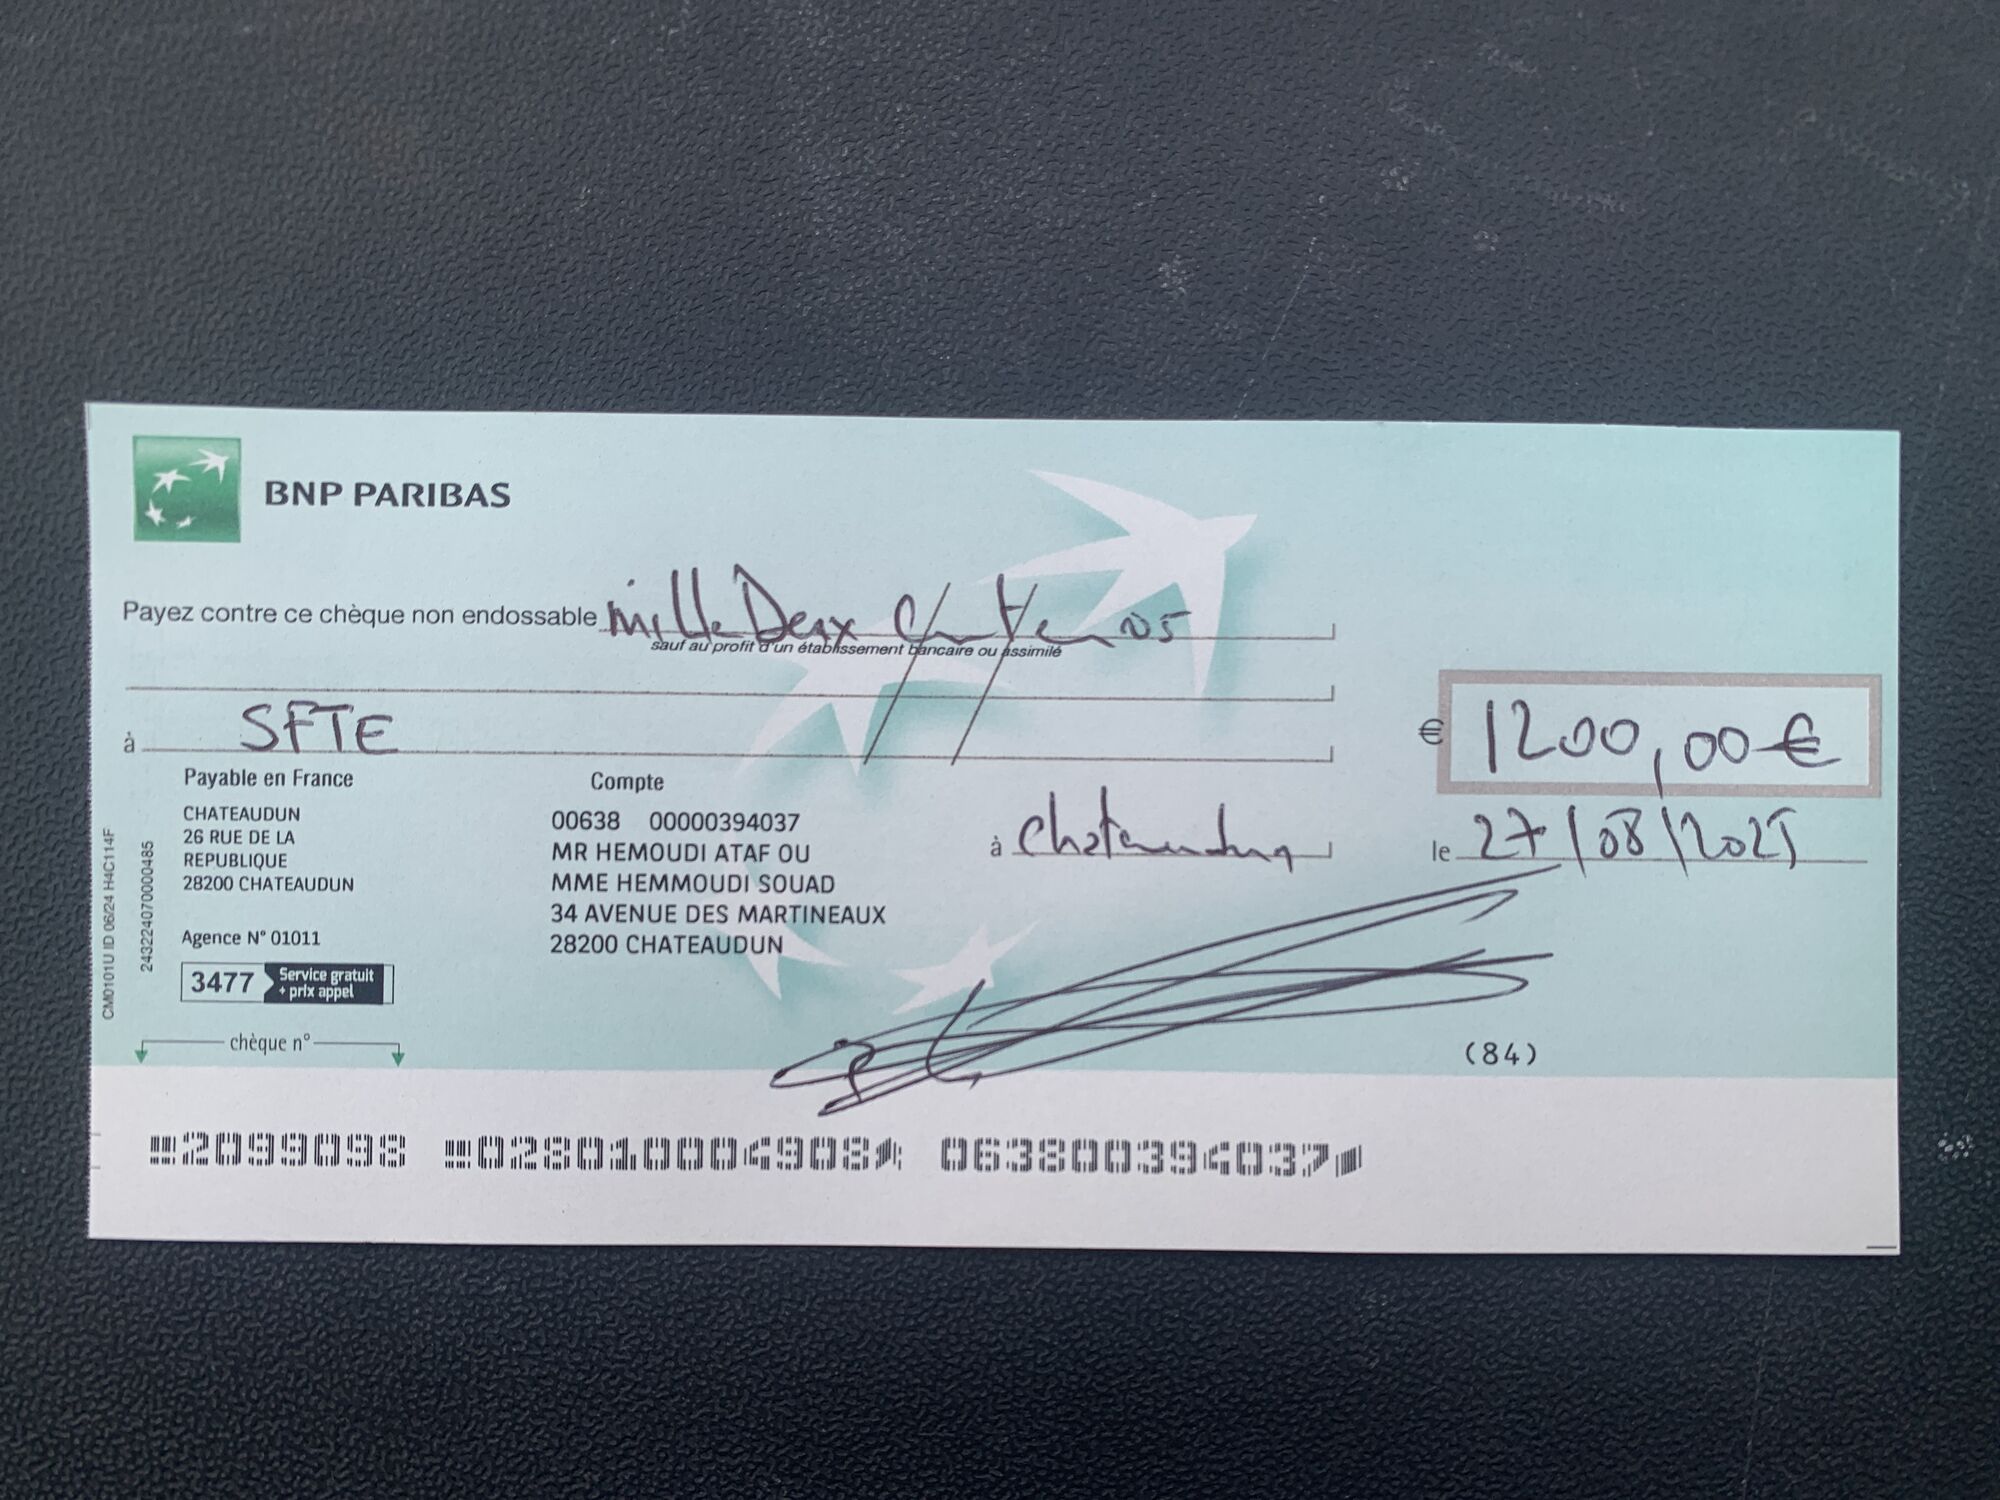 BNP PARIBAS
Payez contre ce chèque non endossable mille Deux
sauf au profit d'un établissement bancaire ou assimilé
à SFTE
€ 1200,00 €
Payable en France
CHATEAUDUN
26 RUE DE LA
REPUBLIQUE
28200 CHATEAUDUN
Agence N° 01011
3477 Service gratuit
+ prix appel
Compte
00638 00000394037
MR HEMOUDI ATAF OU
MME HEMMOUDI SOUAD
34 AVENUE DES MARTINEAUX
28200 CHATEAUDUN
à Chateaudun
le 27/08/2025
CM0101U ID 06/24 H4C114F
2432240700000485
chèque n°
(84)
2099098 028010004908 063800394037